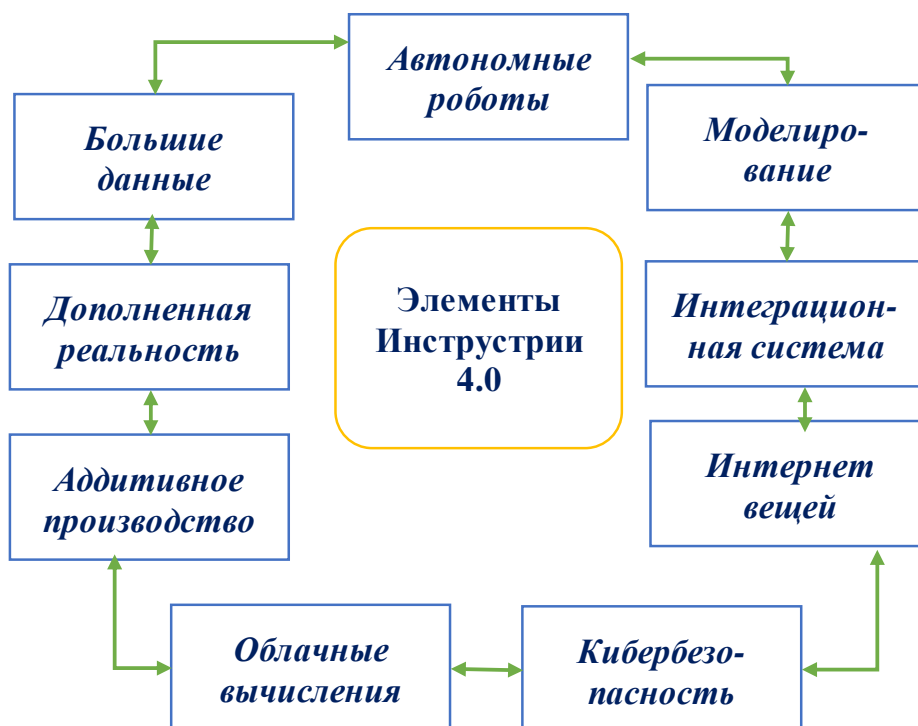 Автономные
роботы
Большие
данные
Моделиро-
вание
Дополненная
реальность
Элементы
Инструстрии
4.0
Интеграцион-
ная система
Аддитивное
производство
Интернет
вещей
Облачные
вычисления
Кибербезо-
пасность